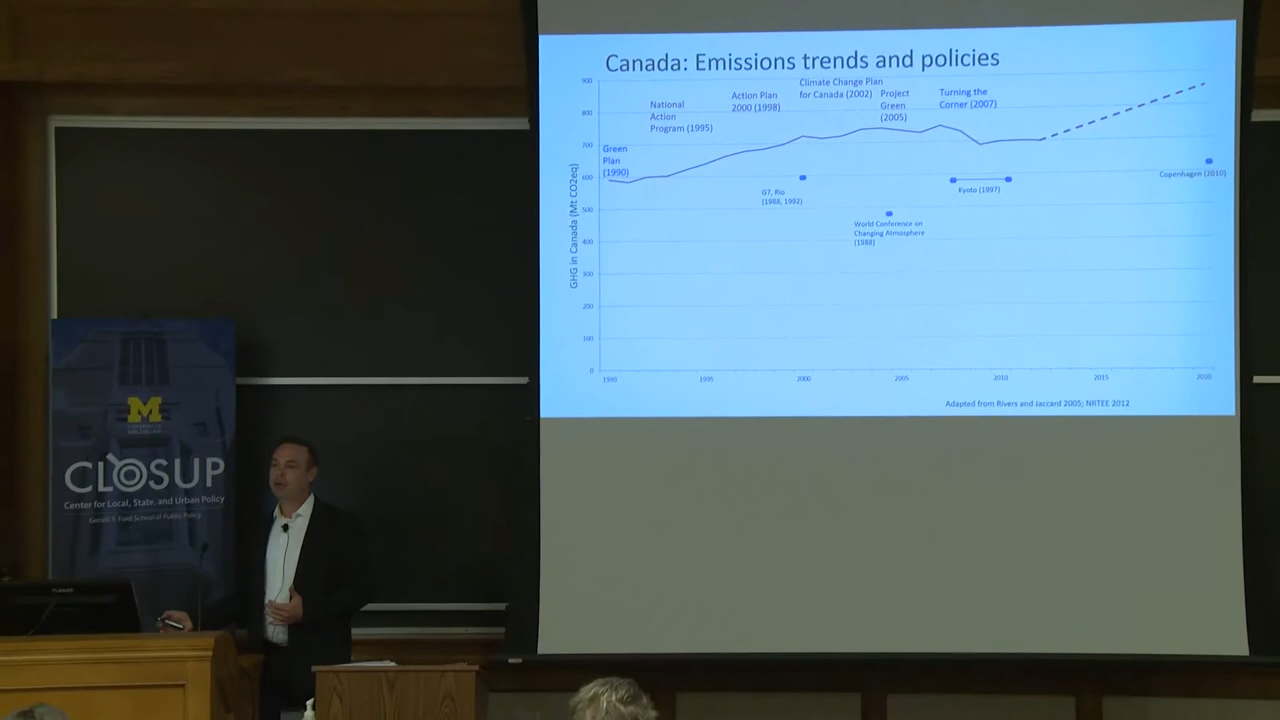 Canada: Emissions trends and policies
900
800
700
600
500
400
300
200
100
0
GHG in Canada (Mt CO2eq)
Green
Plan
(1990)
National
Action
Program (1995)
Action Plan
2000 (1998)
Climate Change Plan
for Canada (2002)
Project
Green
(2005)
Turning the
Corner (2007)
G7, Rio
(1988, 1992)
World Conference on
Changing Atmosphere
(1988)
Kyoto (1997)
Copenhagen (2010)
1990
1995
2000
2005
2010
2015
2020
Adapted from Rivers and Jaccard 2005; NRTEE 2012
M
CLOSUP
Center for Local, State, and Urban Policy
Gerald R. Ford School of Public Policy